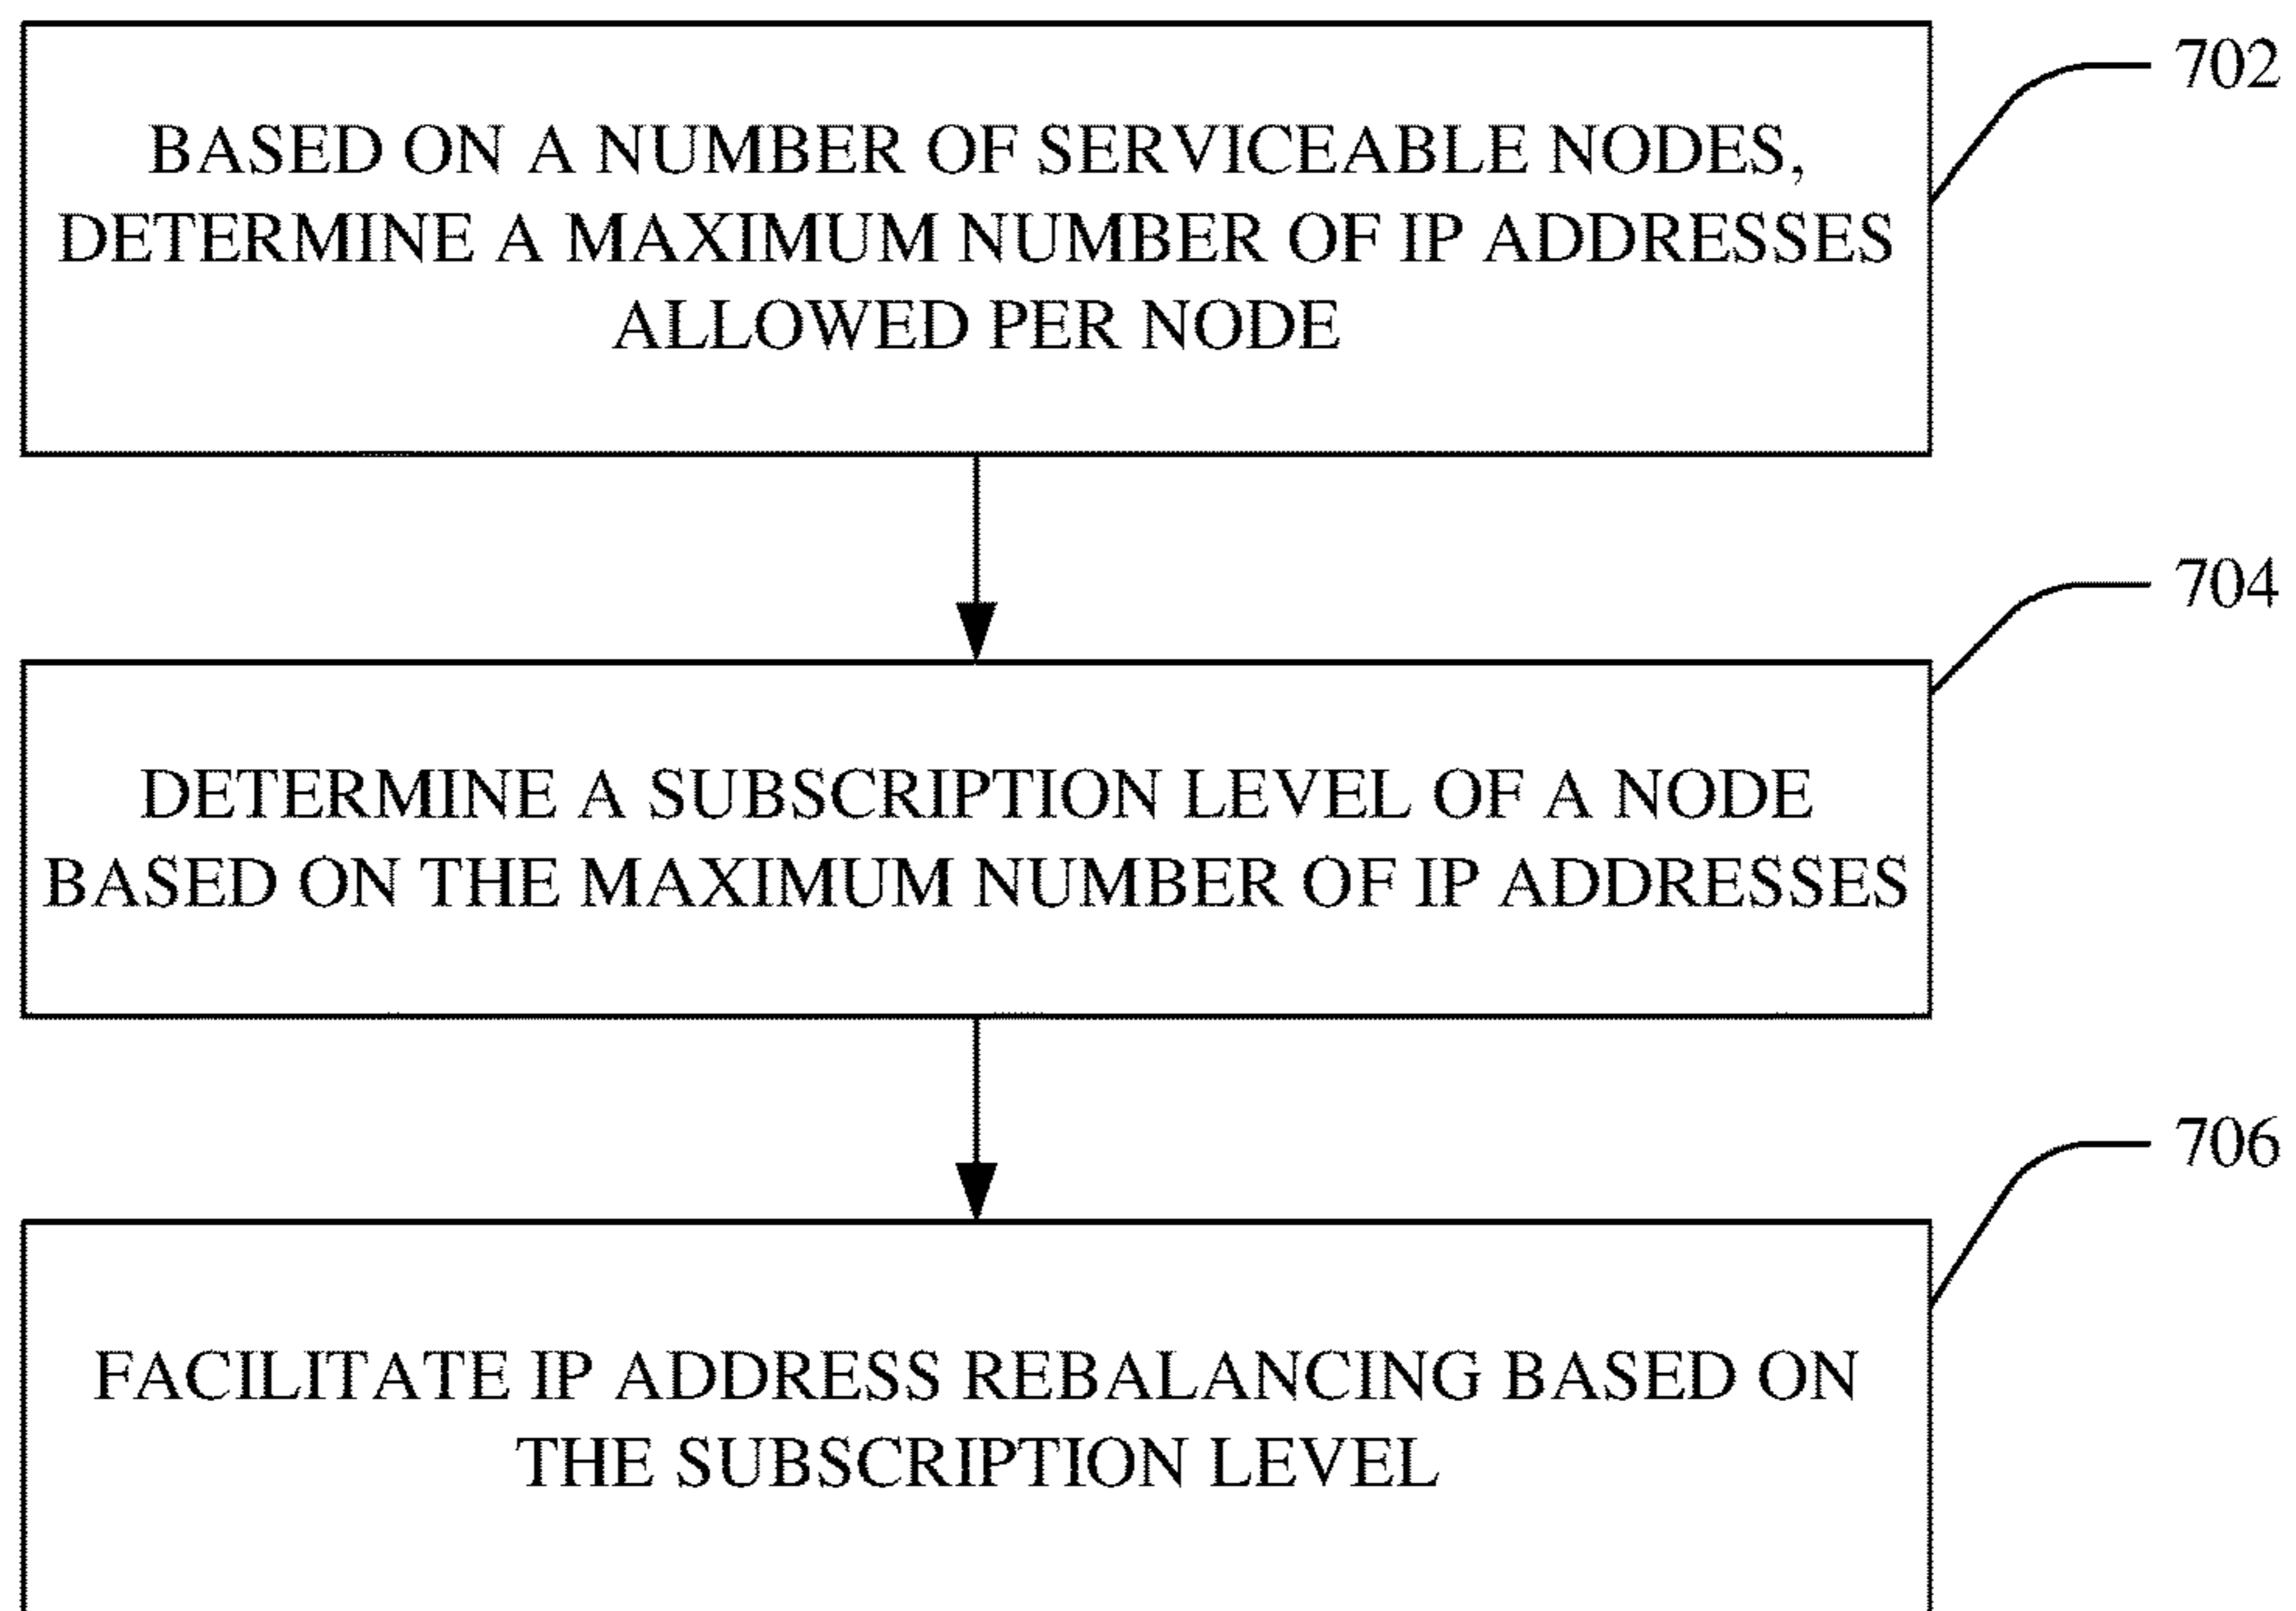 702
BASED ON A NUMBER OF SERVICEABLE NODES,
DETERMINE A MAXIMUM NUMBER OF IP ADDRESSES
ALLOWED PER NODE
704
DETERMINE A SUBSCRIPTION LEVEL OF A NODE
BASED ON THE MAXIMUM NUMBER OF IP ADDRESSES
706
FACILITATE IP ADDRESS REBALANCING BASED ON
THE SUBSCRIPTION LEVEL